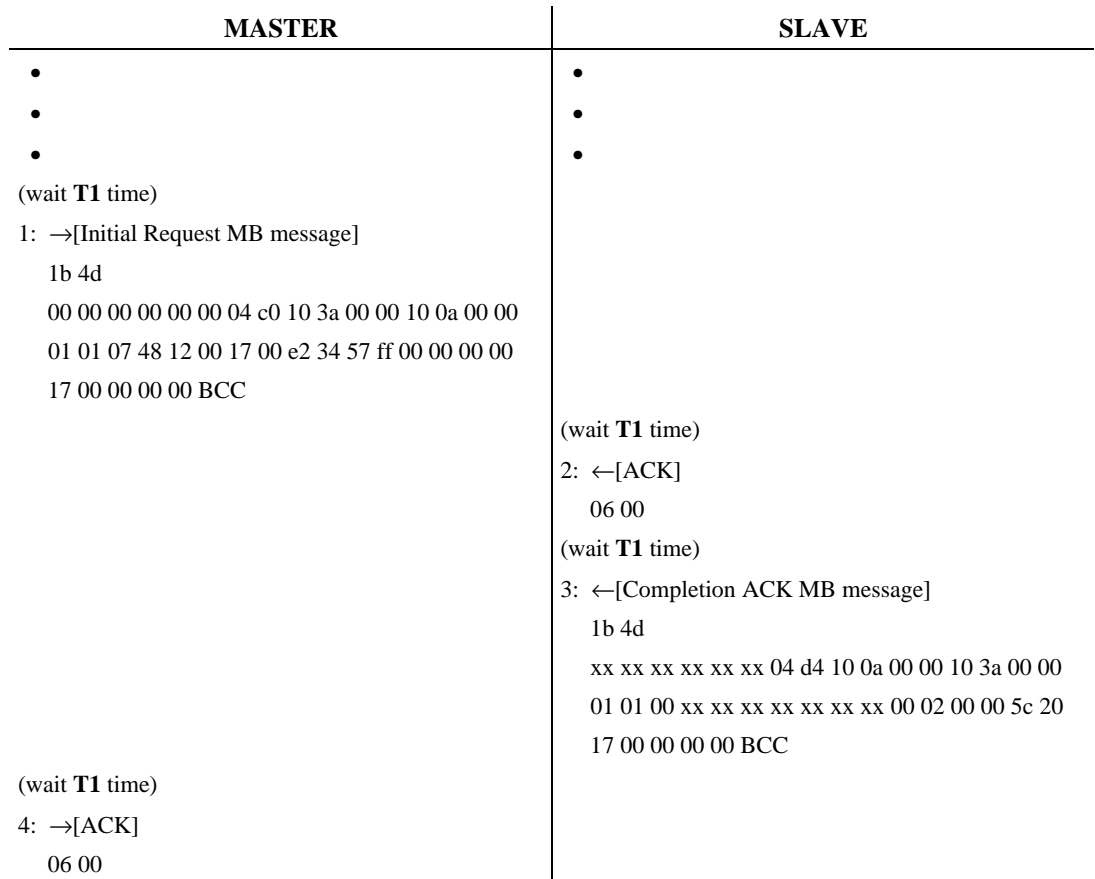 MASTER SLAVE
• •
• •
• •
(wait T1 time)
1: →[Initial Request MB message]
1b 4d
00 00 00 00 00 00 04 c0 10 3a 00 00 10 0a 00 00
01 01 07 48 12 00 17 00 e2 34 57 ff 00 00 00 00
17 00 00 00 00 BCC
(wait T1 time)
2: ←[ACK]
06 00
(wait T1 time)
3: ←[Completion ACK MB message]
1b 4d
xx xx xx xx xx xx 04 d4 10 0a 00 00 10 3a 00 00
01 01 00 xx xx xx xx xx xx xx 00 02 00 00 5c 20
17 00 00 00 00 BCC
(wait T1 time)
4: →[ACK]
06 00